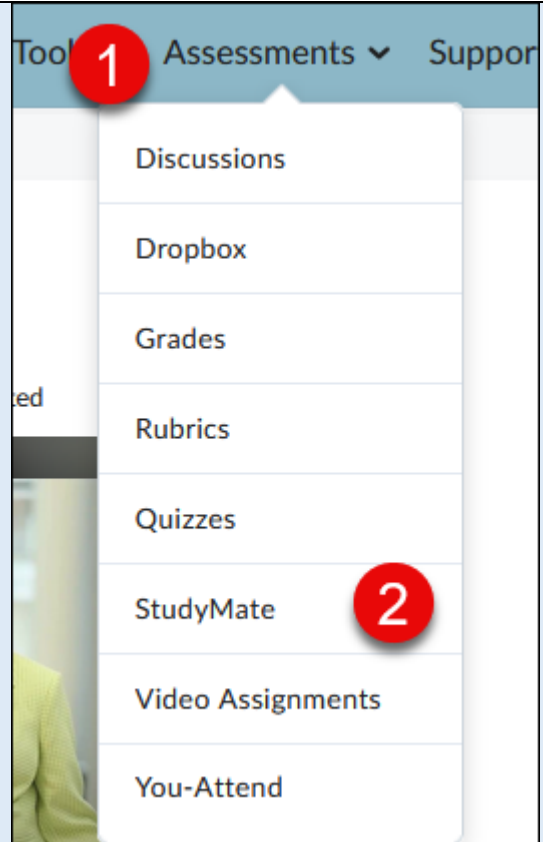 Tool 1 Assessments Suppor
Discussions
Dropbox
Grades
ted
Rubrics
Quizzes
StudyMate 2
Video Assignments
You-Attend